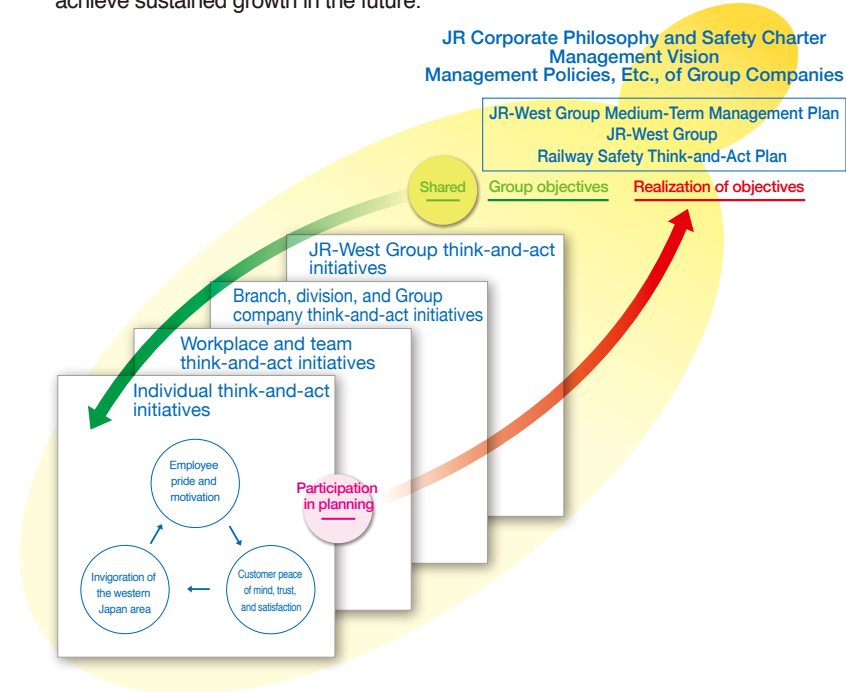 achieve sustained growth in the future.
JR Corporate Philosophy and Safety Charter
Management Vision
Management Policies, Etc., of Group Companies
JR-West Group Medium-Term Management Plan
JR-West Group
Railway Safety Think-and-Act Plan
Shared
Group objectives
Realization of objectives
JR-West Group think-and-act
initiatives
Branch, division, and Group
company think-and-act initiatives
Workplace and team
think-and-act initiatives
Individual think-and-act
initiatives
Employee
pride and
motivation
Participation
in planning
Invigoration of
the western
Japan area
Customer peace
of mind, trust,
and satisfaction